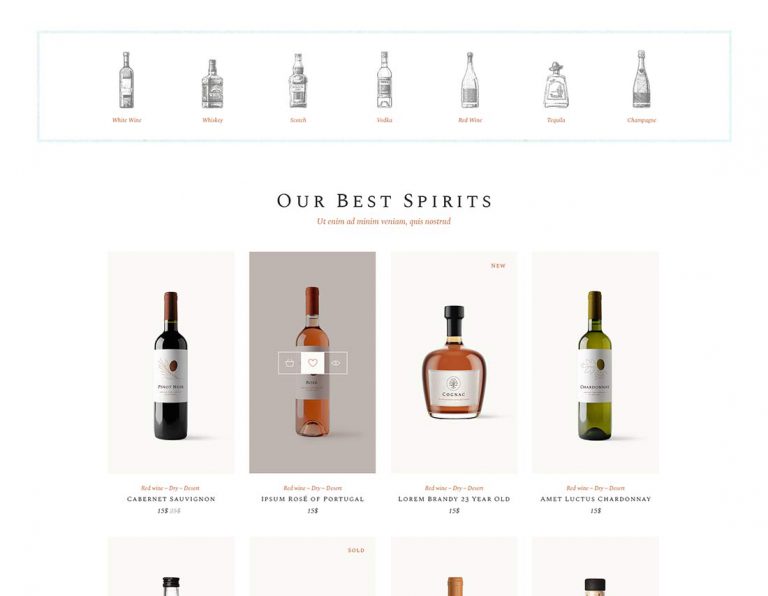 White Wine
Whiskey
Scotch
Vodka
Red Wine
Tequila
Champagne
Our Best Spirits
Ut enim ad minim veniam, quis nostrud
New
Pinot Noir
Rosé
Cognac
Chardonnay
Red wine – Dry – Desert
Cabernet Sauvignon
15$ 25$
Red wine – Dry – Desert
Ipsum Rosé of Portugal
15$
Red wine – Dry – Desert
Lorem Brandy 23 Year Old
15$
Red wine – Dry – Desert
Amet Luctus Chardonnay
15$
Sold